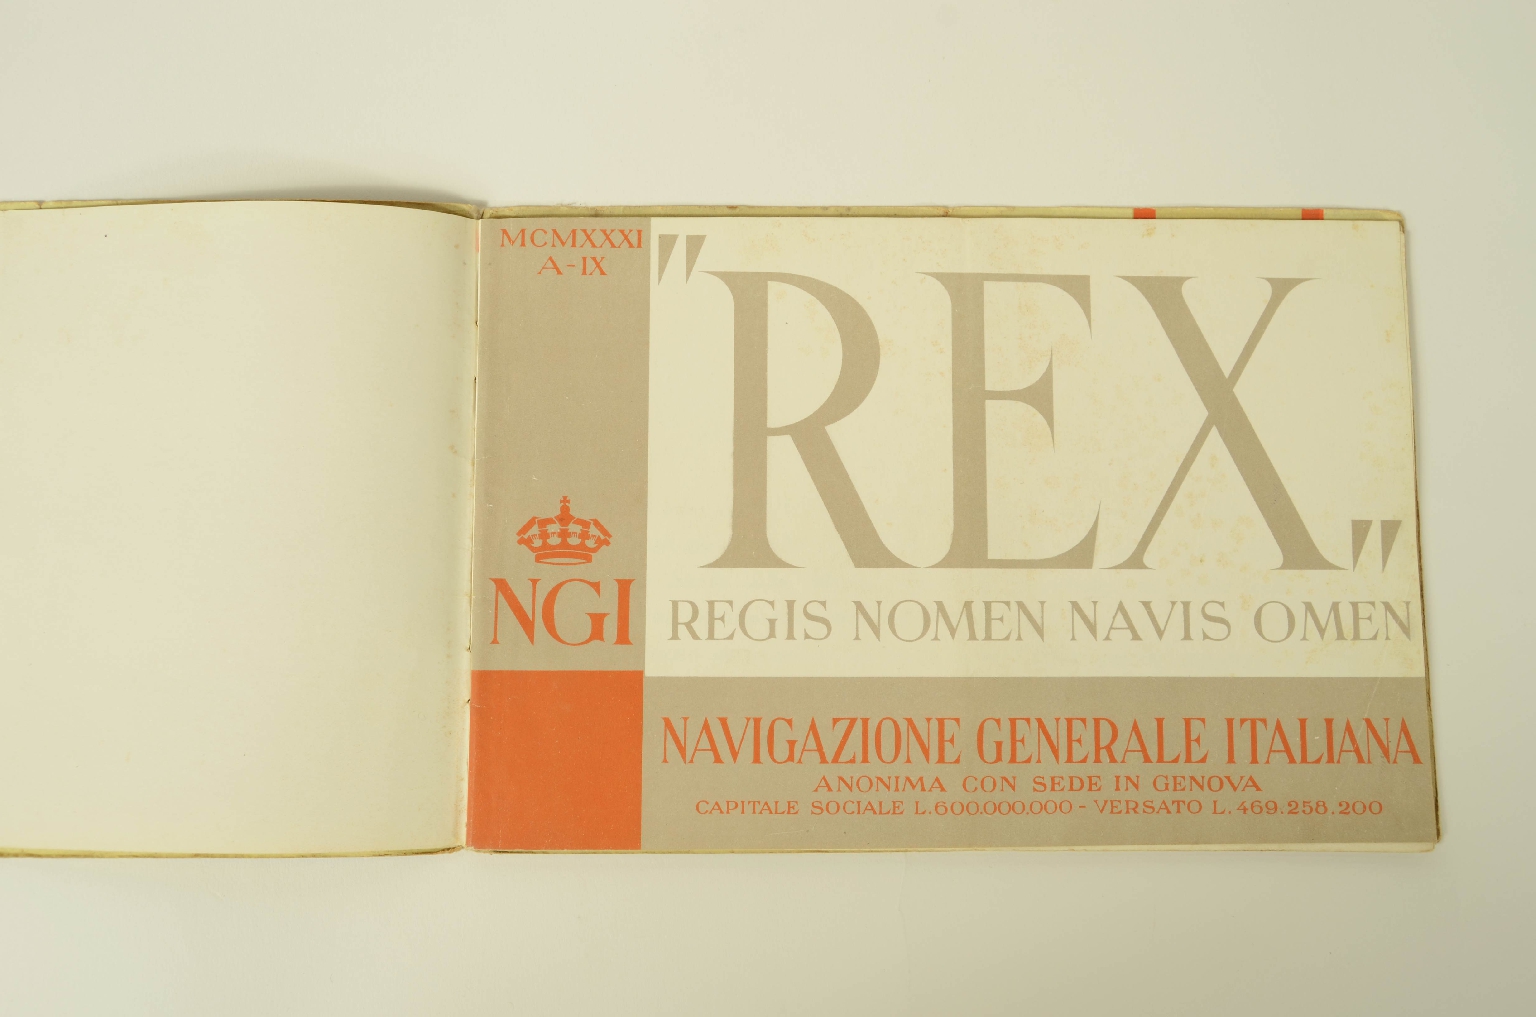 MCMXXXI
A-IX
"REX„
REGIS NOMEN NAVIS OMEN
NGI
NAVIGAZIONE GENERALE ITALIANA
ANONIMA CON SEDE IN GENOVA
CAPITALE SOCIALE L.600.000.000 - VERSATO L. 469.258.200